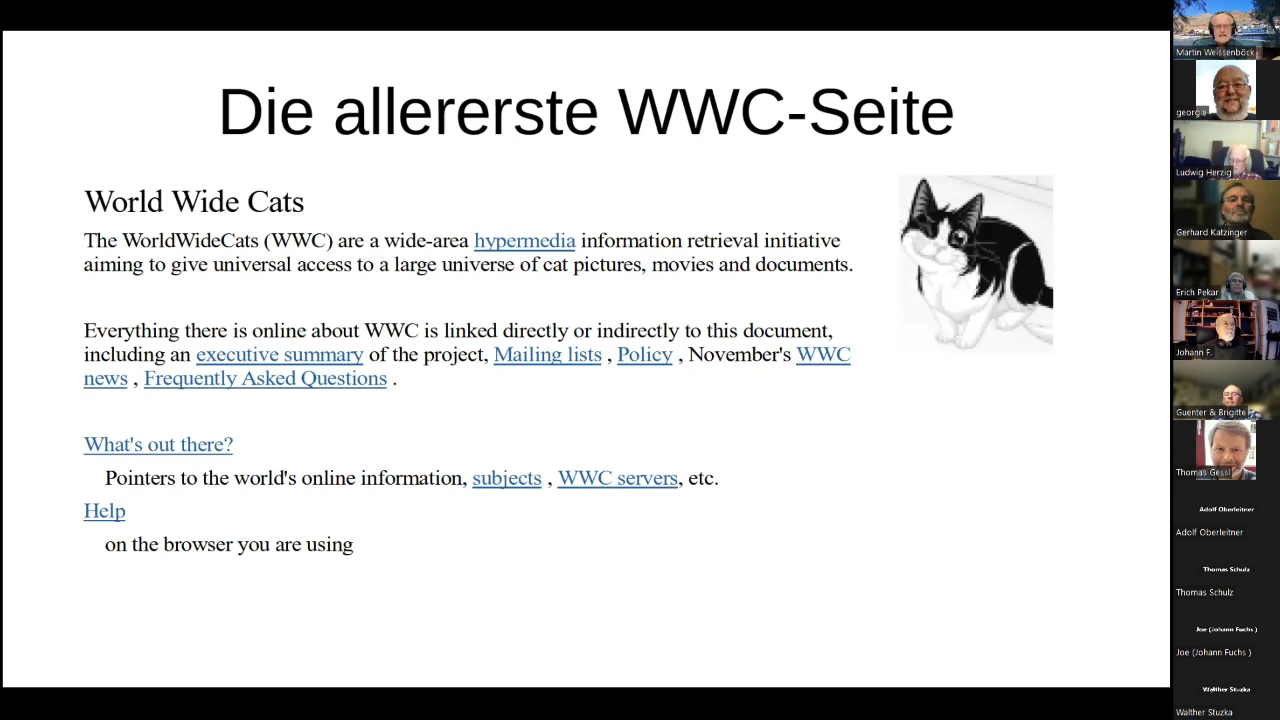 Die allererste WWC-Seite
World Wide Cats
The WorldWideCats (WWC) are a wide-area hypermedia information retrieval initiative
aiming to give universal access to a large universe of cat pictures, movies and documents.
Everything there is online about WWC is linked directly or indirectly to this document,
including an executive summary of the project, Mailing lists , Policy , November's WWC
news , Frequently Asked Questions .
What's out there?
Pointers to the world's online information, subjects , WWC servers, etc.
Help
on the browser you are using
Martin Weissenböck
georgie
Ludwig Herzig
Gerhard Katzinger
Erich Pekar
Johann F.
Guenter & Brigitte
Thomas Gessl
Adolf Oberleitner
Adolf Oberleitner
Thomas Schulz
Thomas Schulz
Joe (Johann Fuchs )
Joe (Johann Fuchs )
Walther Stuzka
Walther Stuzka